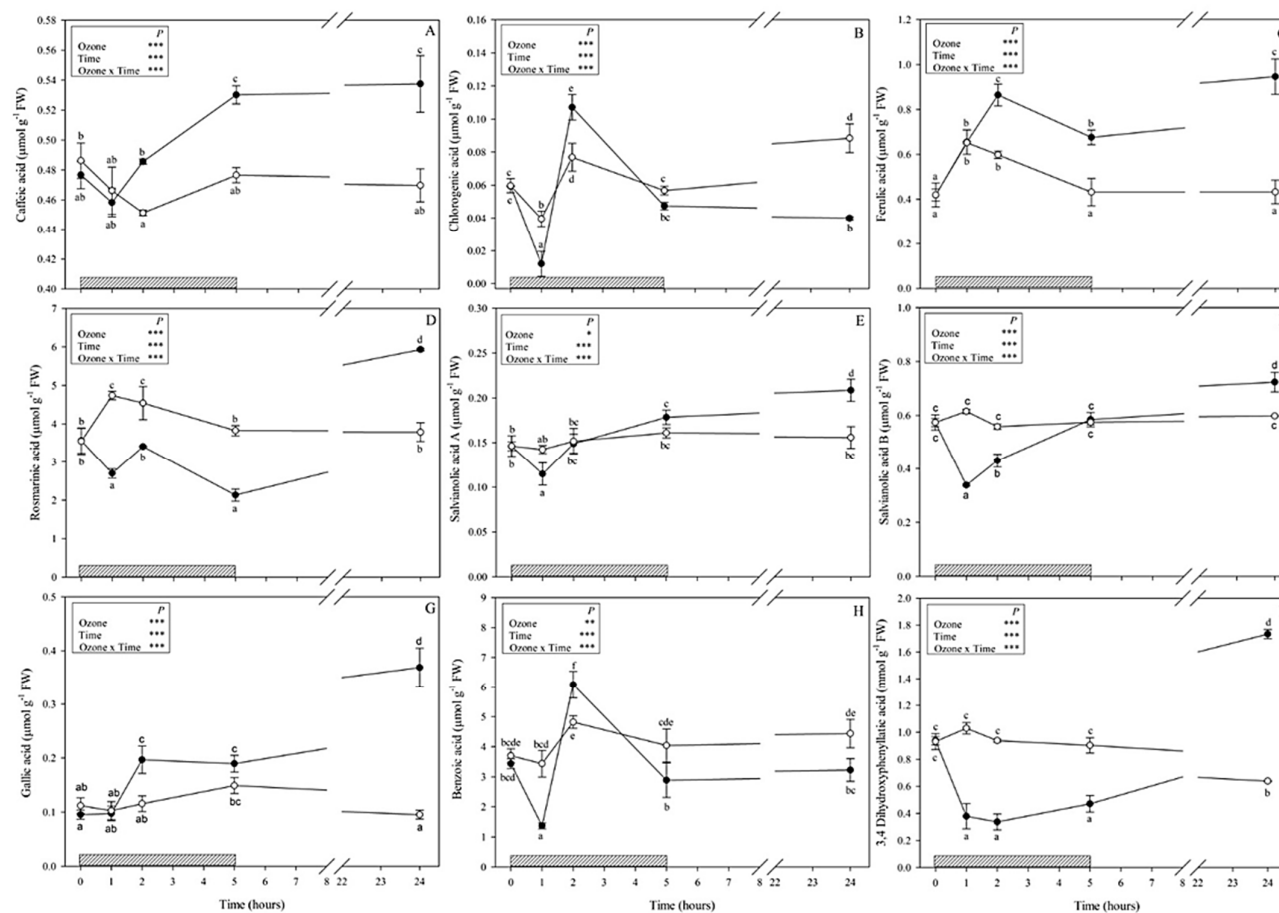 A
P
Ozone ***
Time ***
Ozone x Time ***
Caffeic acid (μmol g-1 FW)
0.58
0.56
0.54
0.52
0.50
0.48
0.46
0.44
0.42
0.40
b
ab
ab
ab
b
a
c
ab
c
ab
B
P
Ozone ***
Time ***
Ozone x Time ***
Chlorogenic acid (μmol g-1 FW)
0.16
0.14
0.12
0.10
0.08
0.06
0.04
0.02
0.00
c
c
b
a
e
d
c
bc
d
b
P
Ozone ***
Time ***
Ozone x Time ***
Ferulic acid (μmol g-1 FW)
1.2
1.0
0.8
0.6
0.4
0.2
0.0
a
a
b
b
c
b
b
a
c
a
D
P
Ozone ***
Time ***
Ozone x Time ***
Rosmarinic acid (μmol g-1 FW)
7
6
5
4
3
2
1
0
b
b
c
a
c
b
b
a
d
b
E
P
Ozone *
Time ***
Ozone x Time ***
Salvianolic acid A (μmol g-1 FW)
0.30
0.25
0.20
0.15
0.10
0.05
0.00
b
b
ab
a
bc
bc
c
bc
d
bc
P
Ozone ***
Time ***
Ozone x Time ***
Salvianolic acid B (μmol g-1 FW)
1.0
0.8
0.6
0.4
0.2
0.0
c
c
c
a
c
b
c
c
d
c
G
P
Ozone ***
Time ***
Ozone x Time ***
Gallic acid (μmol g-1 FW)
0.5
0.4
0.3
0.2
0.1
0.0
ab
a
ab
ab
c
ab
c
bc
d
a
0 1 2 3 4 5 6 7 8 22 23 24
Time (hours)
H
P
Ozone **
Time ***
Ozone x Time ***
Benzoic acid (μmol g-1 FW)
9
8
7
6
5
4
3
2
1
0
bcde
bcd
bcd
a
f
e
cde
b
de
bc
0 1 2 3 4 5 6 7 8 22 23 24
Time (hours)
P
Ozone ***
Time ***
Ozone x Time ***
3,4 Dihydroxyphenyllatic acid (mmol g-1 FW)
2.0
1.8
1.6
1.4
1.2
1.0
0.8
0.6
0.4
0.2
0.0
c
c
c
a
c
a
c
a
d
b
0 1 2 3 4 5 6 7 8 22 23 24
Time (hours)